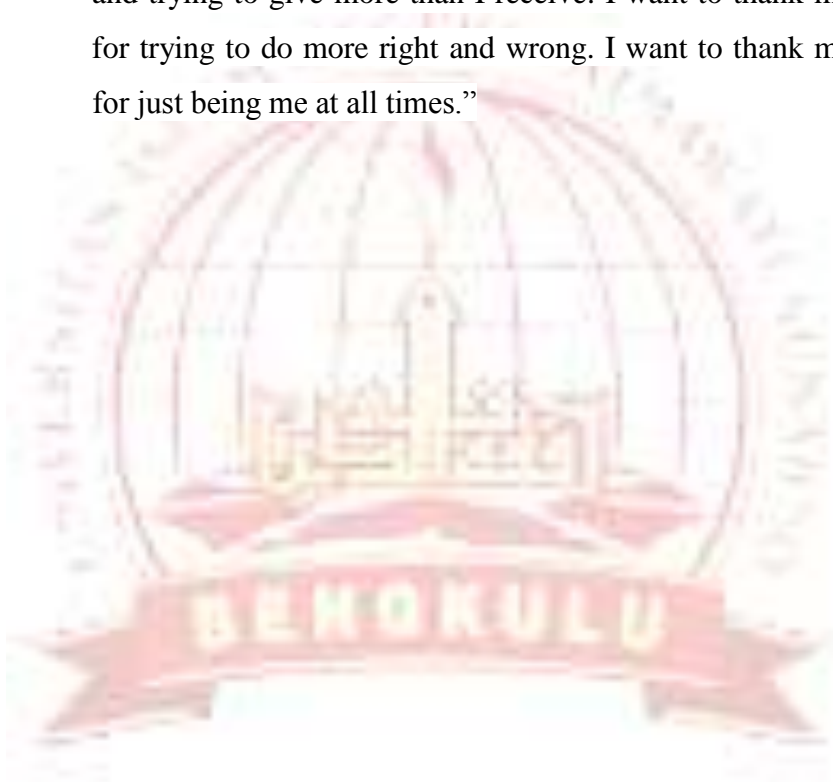 and trying to give more than I receive. I want to thank m
for trying to do more right and wrong. I want to thank m
for just being me at all times.”
BENGKULU